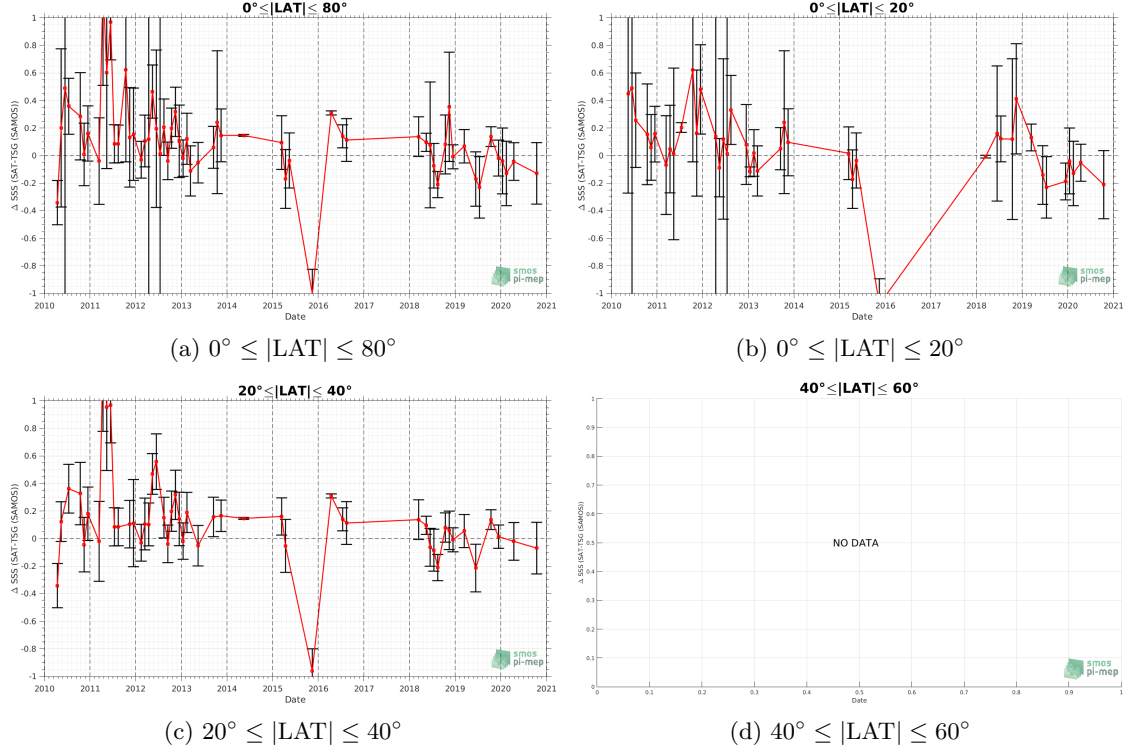 0°≤|LAT|≤ 80°
Δ SSS (SAT-TSG (SAMOS))
1
0.8
0.6
0.4
0.2
0
-0.2
-0.4
-0.6
-0.8
-1
2010 2011 2012 2013 2014 2015 2016 2017 2018 2019 2020 2021
Date
smos
pi-mep
(a) 0° ≤ |LAT| ≤ 80°
0°≤|LAT|≤ 20°
Δ SSS (SAT-TSG (SAMOS))
1
0.8
0.6
0.4
0.2
0
-0.2
-0.4
-0.6
-0.8
-1
2010 2011 2012 2013 2014 2015 2016 2017 2018 2019 2020 2021
Date
smos
pi-mep
(b) 0° ≤ |LAT| ≤ 20°
20°≤|LAT|≤ 40°
Δ SSS (SAT-TSG (SAMOS))
1
0.8
0.6
0.4
0.2
0
-0.2
-0.4
-0.6
-0.8
-1
2010 2011 2012 2013 2014 2015 2016 2017 2018 2019 2020 2021
Date
smos
pi-mep
(c) 20° ≤ |LAT| ≤ 40°
40°≤|LAT|≤ 60°
Δ SSS (SAT-TSG (SAMOS))
1
0.9
0.8
0.7
0.6
0.5
0.4
0.3
0.2
0.1
0
NO DATA
0 0.1 0.2 0.3 0.4 0.5 0.6 0.7 0.8 0.9 1
Date
smos
pi-mep
(d) 40° ≤ |LAT| ≤ 60°